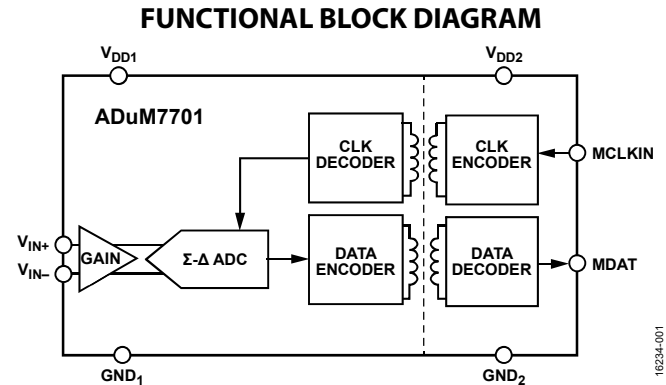 FUNCTIONAL BLOCK DIAGRAM
VDD1
VDD2
ADuM7701
CLK
DECODER
CLK
ENCODER
MCLKIN
VIN+
VIN–
GAIN
Σ-Δ ADC
DATA
ENCODER
DATA
DECODER
MDAT
GND1
GND2
16234-001